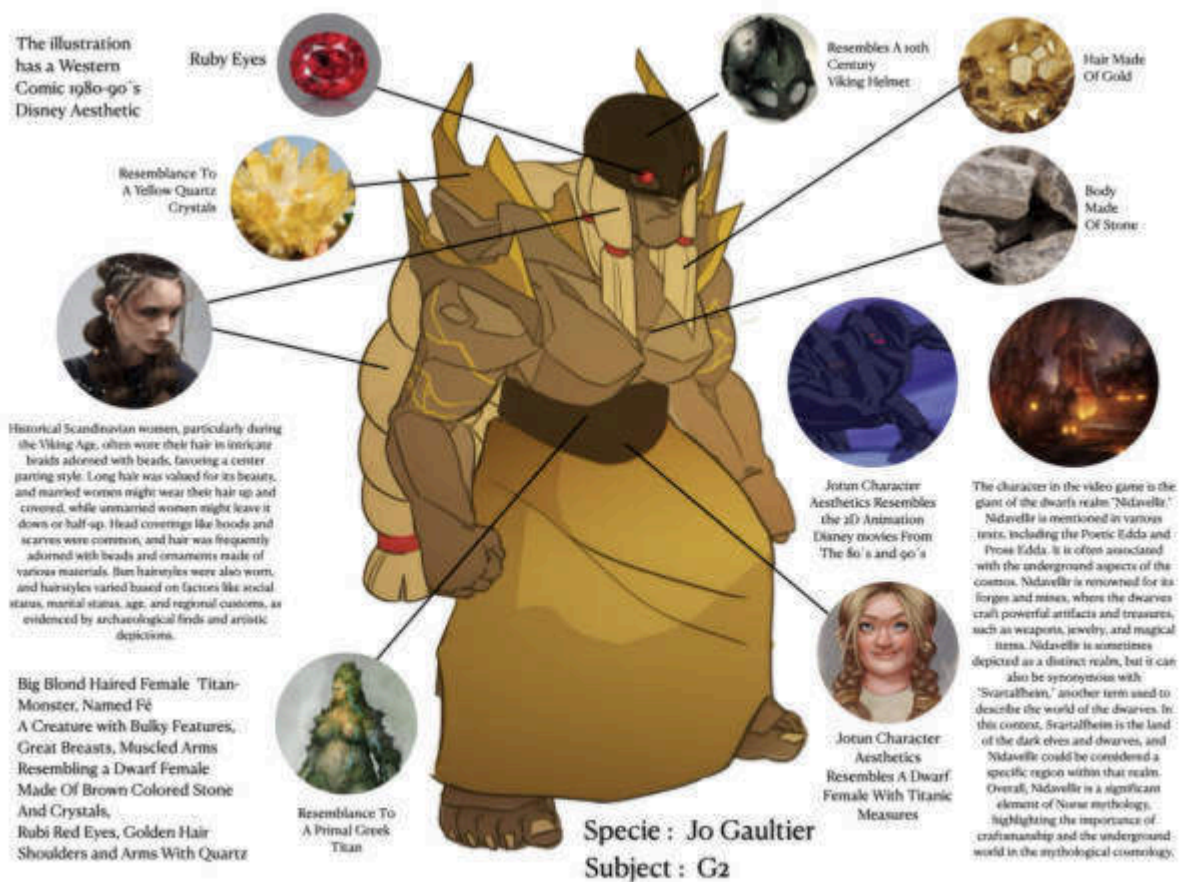 The illustration
has a Western
Comic 1980-90´s
Disney Aesthetic
Ruby Eyes
Resembles A 10th
Century
Viking Helmet
Hair Made
Of Gold
Resemblance To
A Yellow Quartz
Crystals
Body
Made
Of Stone
Historical Scandinavian women, particularly during
the Viking Age, often wore their hair in intricate
braids adorned with beads, favoring a center
parting style. Long hair was valued for its beauty,
and married women might wear their hair up and
covered, while unmarried women might leave it
down or half-up. Head coverings like hoods and
scarves were common, and hair was frequently
adorned with beads and ornaments made of
various materials. Bun hairstyles were also worn,
and hairstyles varied based on factors like social
status, marital status, age, and regional customs, as
evidenced by archaeological finds and artistic
depictions.
Jotun Character
Aesthetics Resembles
the 2D Animation
Disney movies From
The 80´s and 90´s
The character in the video game is the
giant of the dwarfs realm "Nidavellir."
Nidavellir is mentioned in various
texts, including the Poetic Edda and
Prose Edda. It is often associated
with the underground aspects of the
cosmos. Nidavellir is renowned for its
forges and mines, where the dwarves
craft powerful artifacts and treasures,
such as weapons, jewelry, and magical
items. Nidavellir is sometimes
depicted as a distinct realm, but it can
also be synonymous with
"Svartalfheim," another term used to
describe the world of the dwarves. In
this context, Svartalfheim is the land
of the dark elves and dwarves, and
Nidavellir could be considered a
specific region within that realm.
Overall, Nidavellir is a significant
element of Norse mythology,
highlighting the importance of
craftsmanship and the underground
world in the mythological cosmology.
Big Blond Haired Female Titan-
Monster, Named Fé
A Creature with Bulky Features,
Great Breasts, Muscled Arms
Resembling a Dwarf Female
Made Of Brown Colored Stone
And Crystals,
Rubi Red Eyes, Golden Hair
Shoulders and Arms With Quartz
Resemblance To
A Primal Greek
Titan
Jotun Character
Aesthetics
Resembles A Dwarf
Female With Titanic
Measures
Specie : Jo Gaultier
Subject : G2